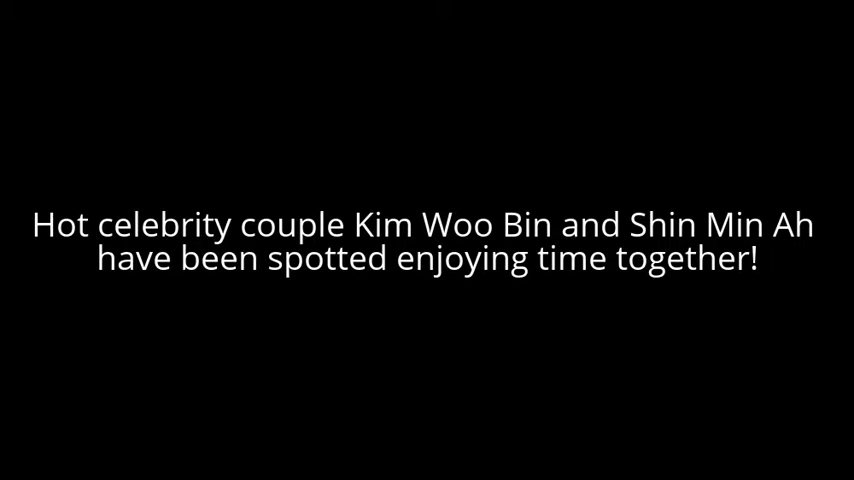 Hot celebrity couple Kim Woo Bin and Shin Min Ah
have been spotted enjoying time together!